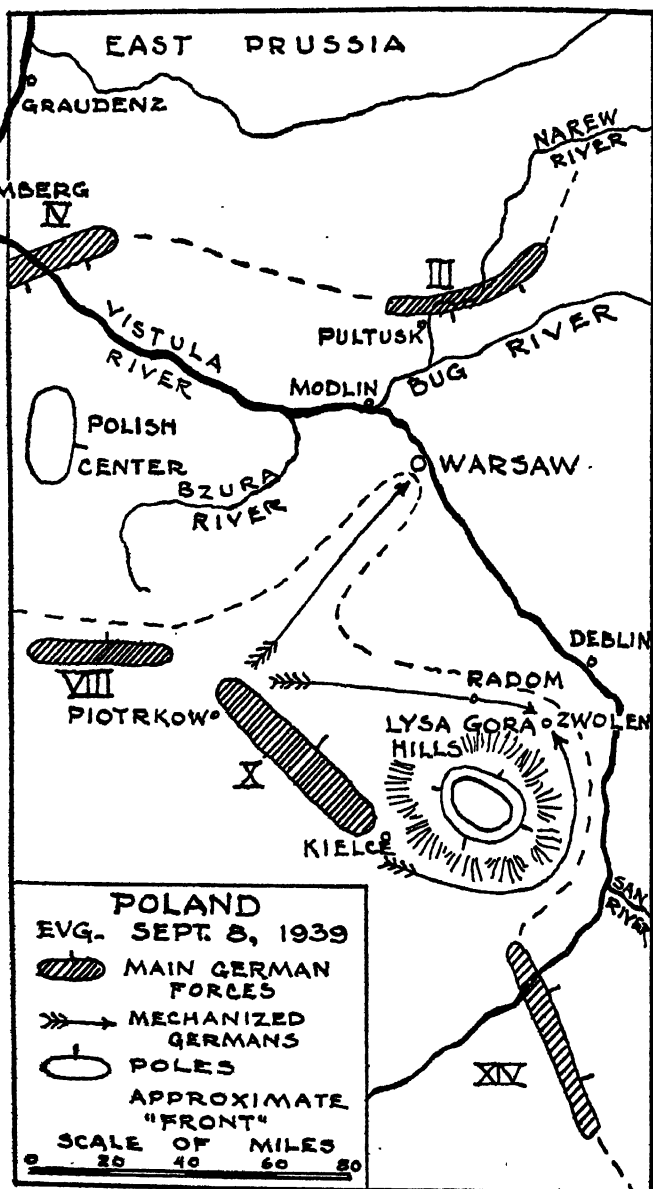 EAST PRUSSIA
GRAUDENZ
NAREW
RIVER
MBERG
IV
III
PULTUSK
VISTULA
RIVER
BUG RIVER
MODLIN
POLISH
CENTER
WARSAW
BZURA
RIVER
DEBLIN
VIII
RADOM
PIOTRKOW
LYSA GORA
HILLS
ZWOLEN
X
KIELCE
SAN
RIVER
XIV
POLAND
EVG- SEPT. 8, 1939
MAIN GERMAN
FORCES
MECHANIZED
GERMANS
POLES
APPROXIMATE
"FRONT"
SCALE OF MILES
0 20 40 60 80